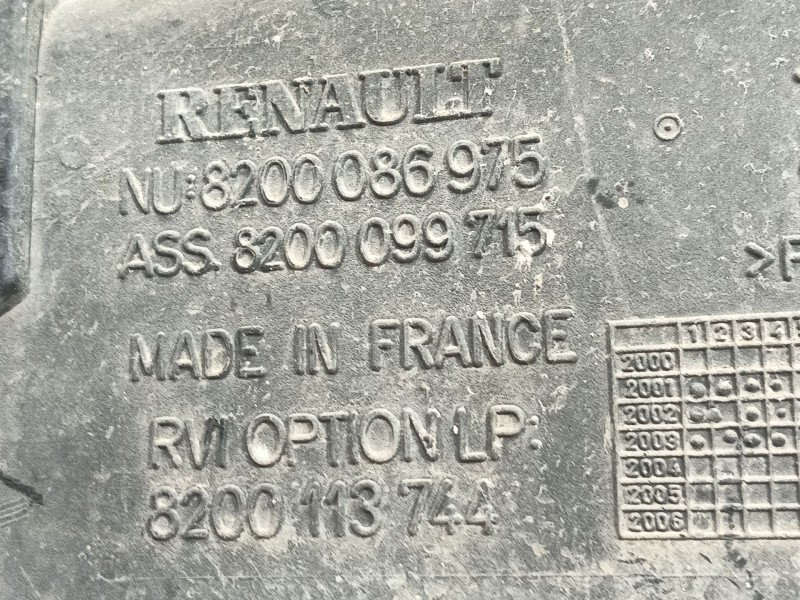 RENAULT
NU: 8200 086 975
ASS. 8200 099 715
MADE IN FRANCE
RVI OPTION LP:
8200 113 744
>P
1 2 3 4
2000
2001
2002
2003
2004
2005
2006